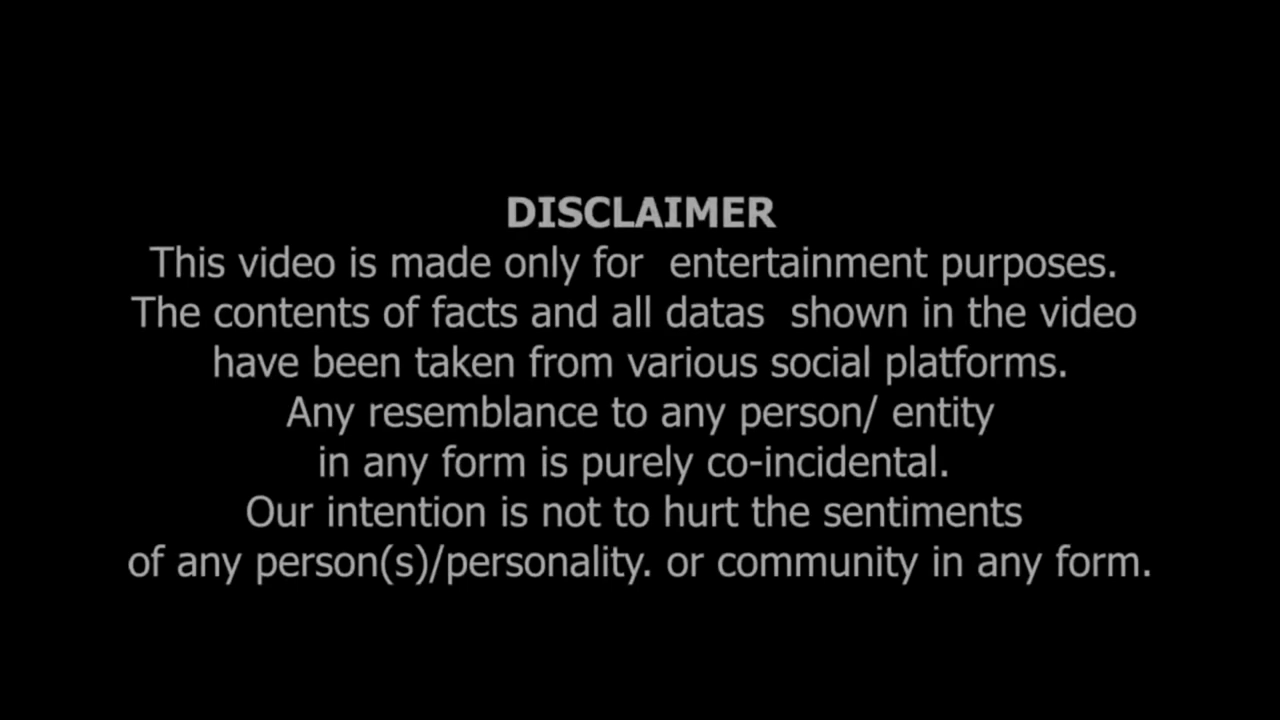 DISCLAIMER
This video is made only for  entertainment purposes.
The contents of facts and all datas  shown in the video
have been taken from various social platforms.
Any resemblance to any person/ entity
in any form is purely co-incidental.
Our intention is not to hurt the sentiments
of any person(s)/personality. or community in any form.